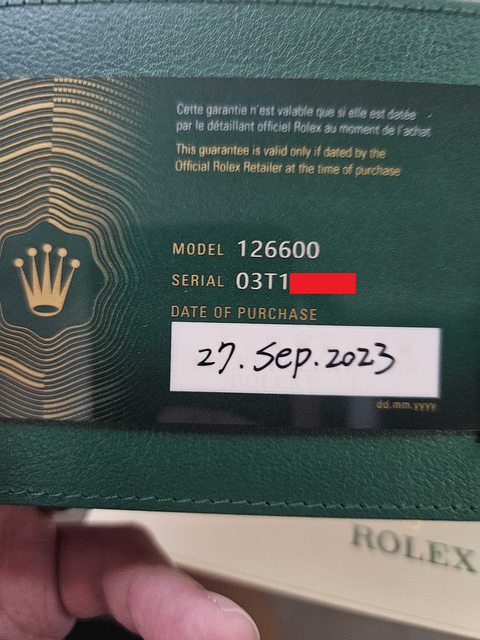 Cette garantie n'est valable que si elle est datée
par le détaillant officiel Rolex au moment de l'achat
This guarantee is valid only if dated by the
Official Rolex Retailer at the time of purchase
MODEL 126600
SERIAL 03T1
DATE OF PURCHASE
27. Sep. 2023
dd.mm.yyyy
ROLEX